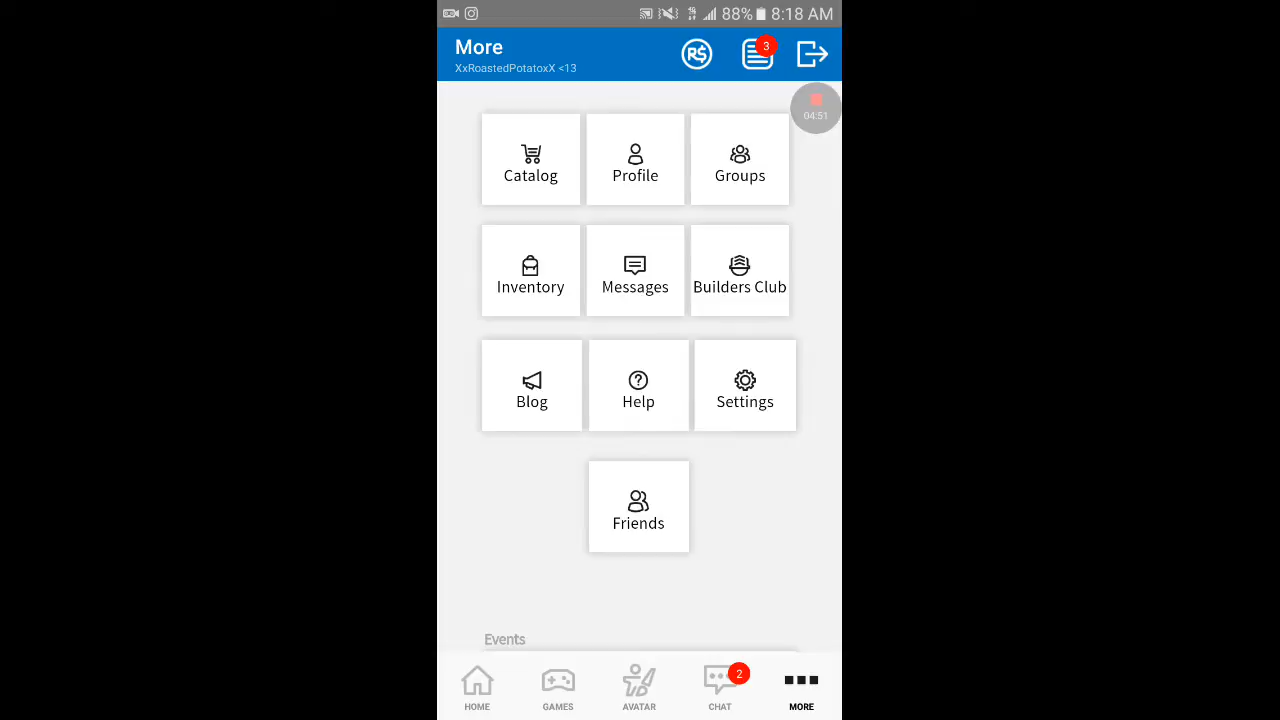 88% 8:18 AM
More
XxRoastedPotatoxX <13
R$
3
04:51
Catalog
Profile
Groups
Inventory
Messages
Builders Club
Blog
Help
Settings
Friends
Events
2
HOME
GAMES
AVATAR
CHAT
MORE